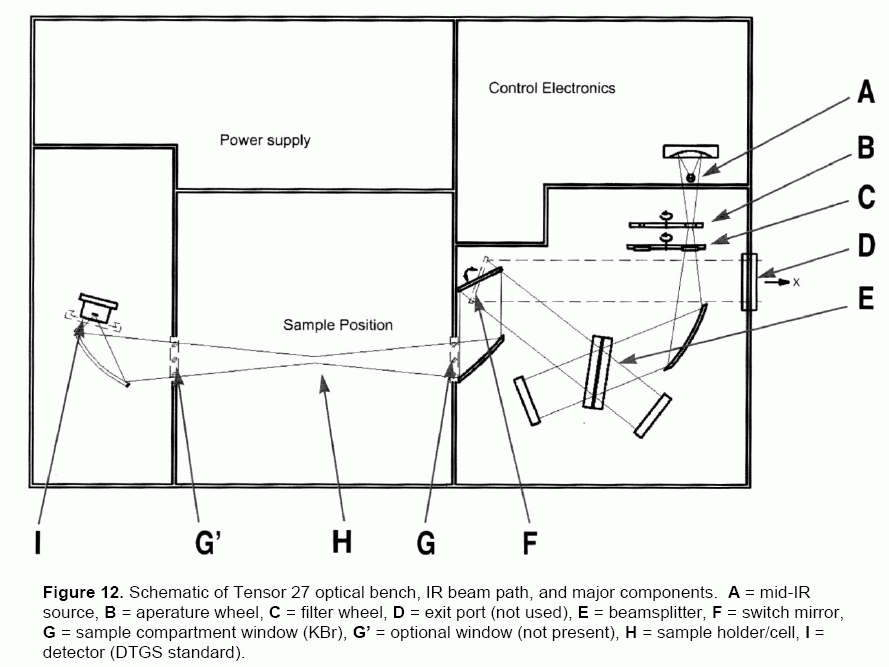 Control Electronics
A
Power supply
B
C
D
x
E
Sample Position
I
G’
H
G
F
Figure 12. Schematic of Tensor 27 optical bench, IR beam path, and major components. A = mid-IR
source, B = aperature wheel, C = filter wheel, D = exit port (not used), E = beamsplitter, F = switch mirror,
G = sample compartment window (KBr), G’ = optional window (not present), H = sample holder/cell, I =
detector (DTGS standard).